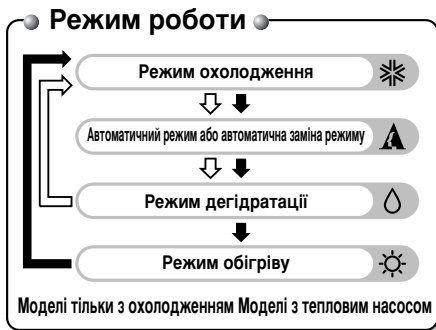 Режим роботи
Режим охолодження
Автоматичний режим або автоматична заміна режиму
Режим дегідратації
Режим обігріву
Моделі тільки з охолодженням Моделі з тепловим насосом